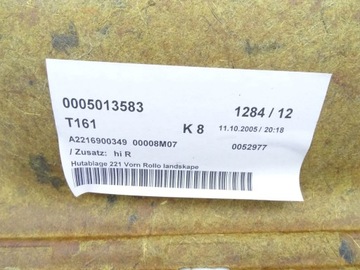 0005013583 1284 / 12
T161 K 8 11.10.2005 / 20:18
A2216900349 00008M07 0052977
/ Zusatz: hi R
Hutablage 221 Vorn Rollo landskape